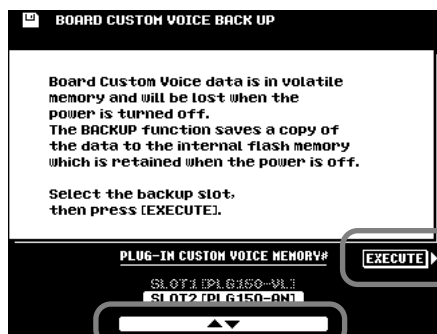 BOARD CUSTOM VOICE BACK UP
Board Custom Voice data is in volatile
memory and will be lost when the
power is turned off.
The BACKUP function saves a copy of
the data to the internal flash memory
which is retained when the power is off.
Select the backup slot,
then press [EXECUTE].
PLUG-IN CUSTOM VOICE MEMORY#
EXECUTE
SLOT1 [PLG150-VL]
SLOT2 [PLG150-AN]